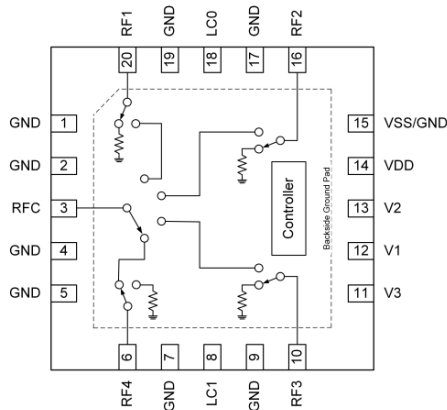 RF1 GND LC0 GND RF2
20 19 18 17 16
GND 1
GND 2
RFC 3
GND 4
GND 5
15 VSS/GND
14 VDD
13 V2
12 V1
11 V3
Controller
Backside Ground Pad
6 7 8 9 10
RF4 GND LC1 GND RF3